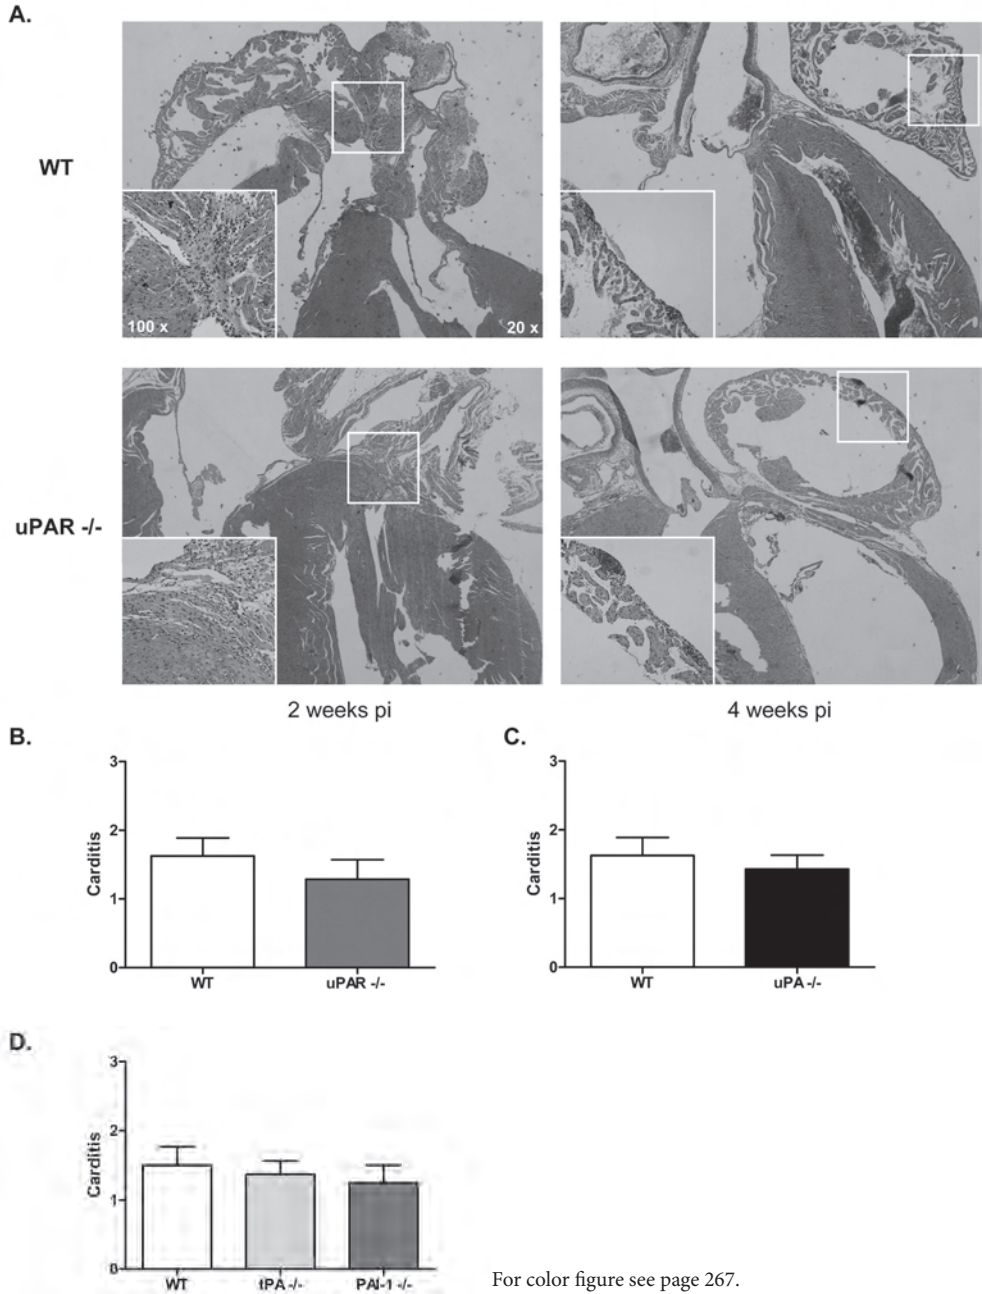 A.
WT
100 x
20 x
uPAR -/-
2 weeks pi
4 weeks pi
B.
3
2
1
0
Carditis
WT
uPAR -/-
C.
3
2
1
0
Carditis
WT
uPA -/-
D.
3
2
1
0
Carditis
WT
tPA -/-
PAI-1 -/-
For color figure see page 267.